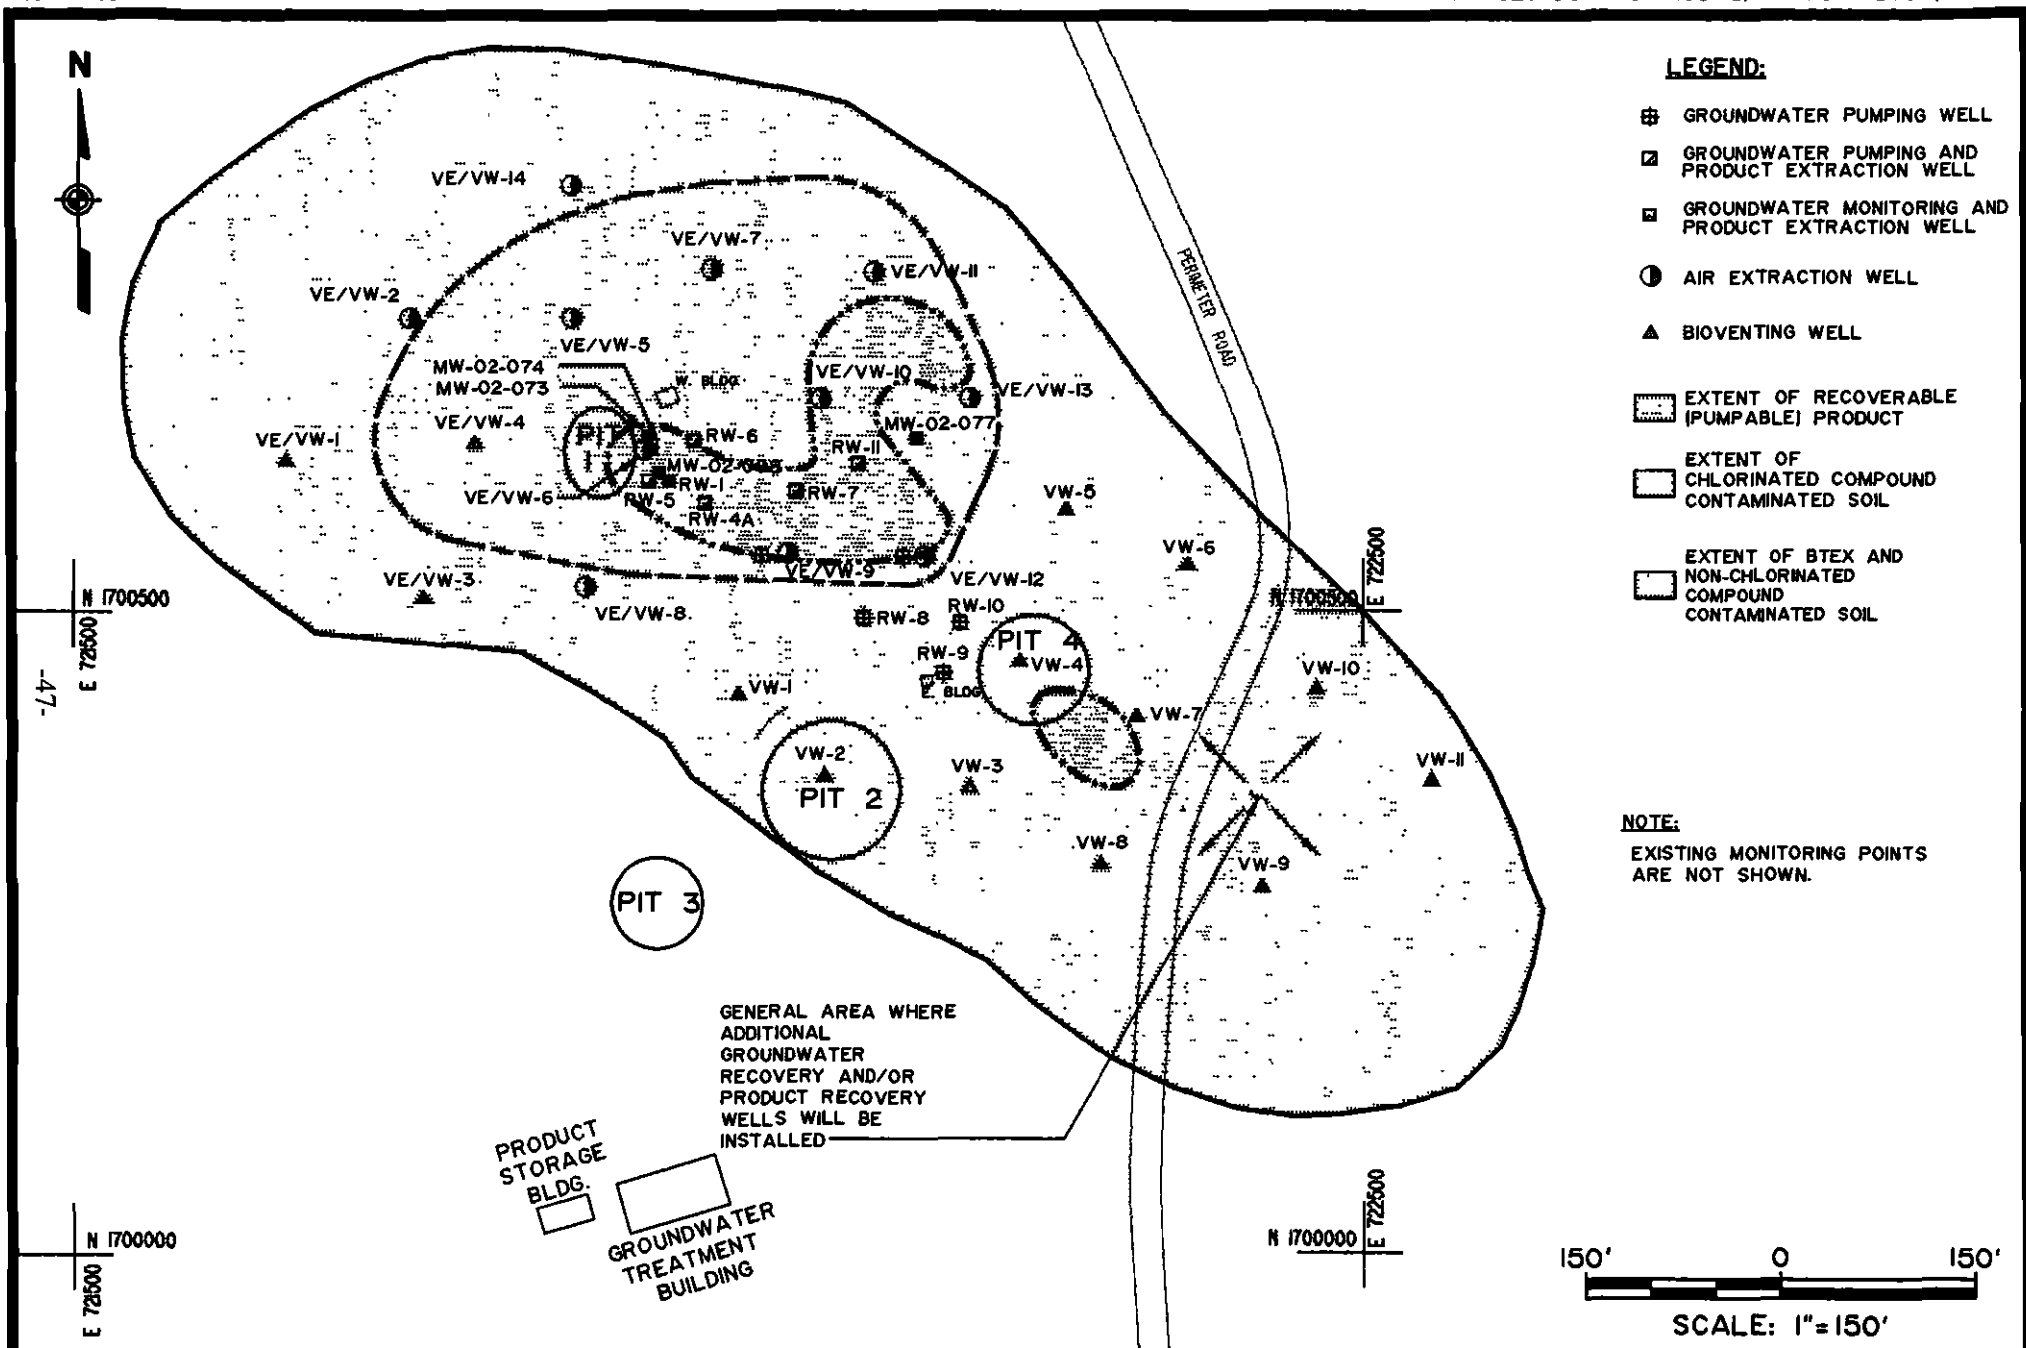 N
LEGEND:
GROUNDWATER PUMPING WELL
GROUNDWATER PUMPING AND
PRODUCT EXTRACTION WELL
GROUNDWATER MONITORING AND
PRODUCT EXTRACTION WELL
AIR EXTRACTION WELL
BIOVENTING WELL
EXTENT OF RECOVERABLE
(PUMPABLE) PRODUCT
EXTENT OF
CHLORINATED COMPOUND
CONTAMINATED SOIL
EXTENT OF BTEX AND
NON-CHLORINATED
COMPOUND
CONTAMINATED SOIL
NOTE:
EXISTING MONITORING POINTS
ARE NOT SHOWN.
VE/VW-14
VE/VW-7
VE/VW-11
VE/VW-2
VE/VW-5
MW-02-074
MW-02-073
W. BLDG
VE/VW-10
VE/VW-13
VE/VW-4
VE/VW-1
PIT
1
RW-6
MW-02-077
RW-11
RW-1
VE/VW-6
RW-5
RW-7
RW-4A
VW-5
VW-6
PERIMETER ROAD
VE/VW-9
VE/VW-12
VE/VW-3
VE/VW-8
RW-8
RW-10
N 1700500
E 721500
N 1700500
E 722500
PIT 4
VW-4
RW-9
E. BLDG
VW-1
VW-10
VW-7
VW-2
PIT 2
VW-3
VW-11
VW-8
VW-9
PIT 3
-47-
GENERAL AREA WHERE
ADDITIONAL
GROUNDWATER
RECOVERY AND/OR
PRODUCT RECOVERY
WELLS WILL BE
INSTALLED
PRODUCT
STORAGE
BLDG.
GROUNDWATER
TREATMENT
BUILDING
N 1700000
E 721500
N 1700000
E 722500
150' 0 150'
SCALE: 1"=150'